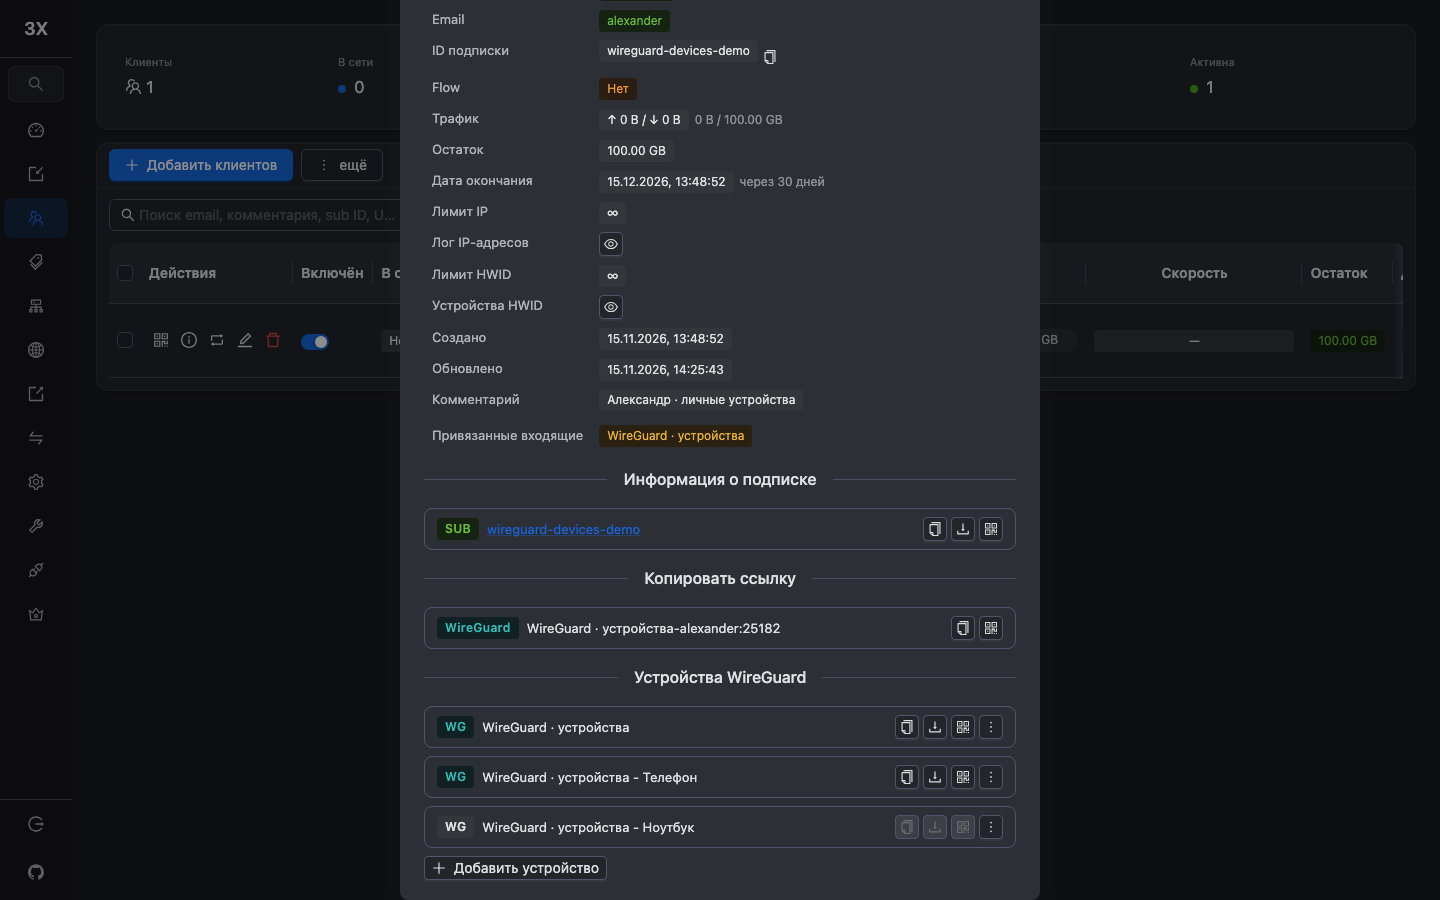 3X
Клиенты
1
В сети
0
Активна
1
+ Добавить клиентов
⋮ ещё
Поиск email, комментария, sub ID, U...
Действия
Включён
В с
Скорость
Остаток
GB
—
100.00 GB
Email alexander
ID подписки wireguard-devices-demo
Flow Нет
Трафик ↑ 0 B / ↓ 0 B 0 B / 100.00 GB
Остаток 100.00 GB
Дата окончания 15.12.2026, 13:48:52 через 30 дней
Лимит IP ∞
Лог IP-адресов
Лимит HWID ∞
Устройства HWID
Создано 15.11.2026, 13:48:52
Обновлено 15.11.2026, 14:25:43
Комментарий Александр · личные устройства
Привязанные входящие WireGuard · устройства
Информация о подписке
SUB wireguard-devices-demo
Копировать ссылку
WireGuard WireGuard · устройства-alexander:25182
Устройства WireGuard
WG WireGuard · устройства
WG WireGuard · устройства - Телефон
WG WireGuard · устройства - Ноутбук
+ Добавить устройство